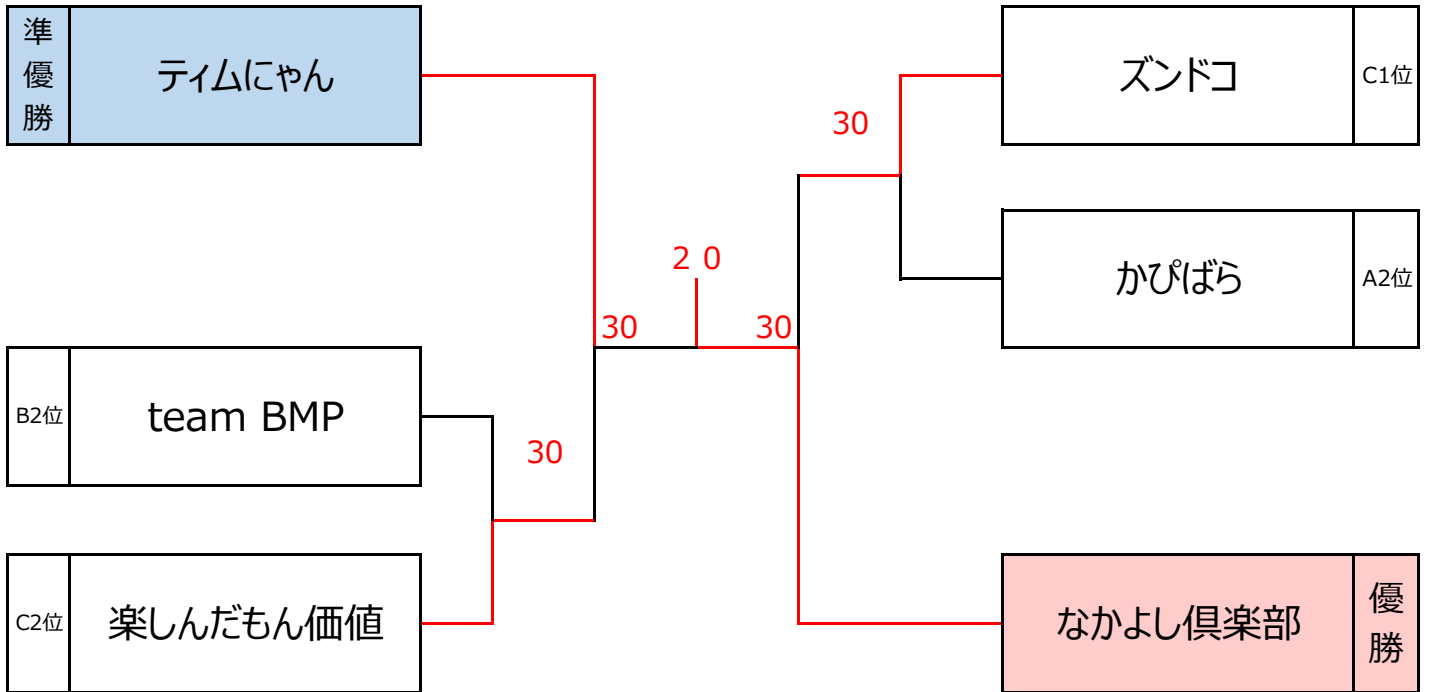 準優勝
ティムにゃん
ズンドコ
C1位
30
かぴばら
A2位
2 0
30
30
B2位
team BMP
30
C2位
楽しんだもん価値
なかよし倶楽部
優勝